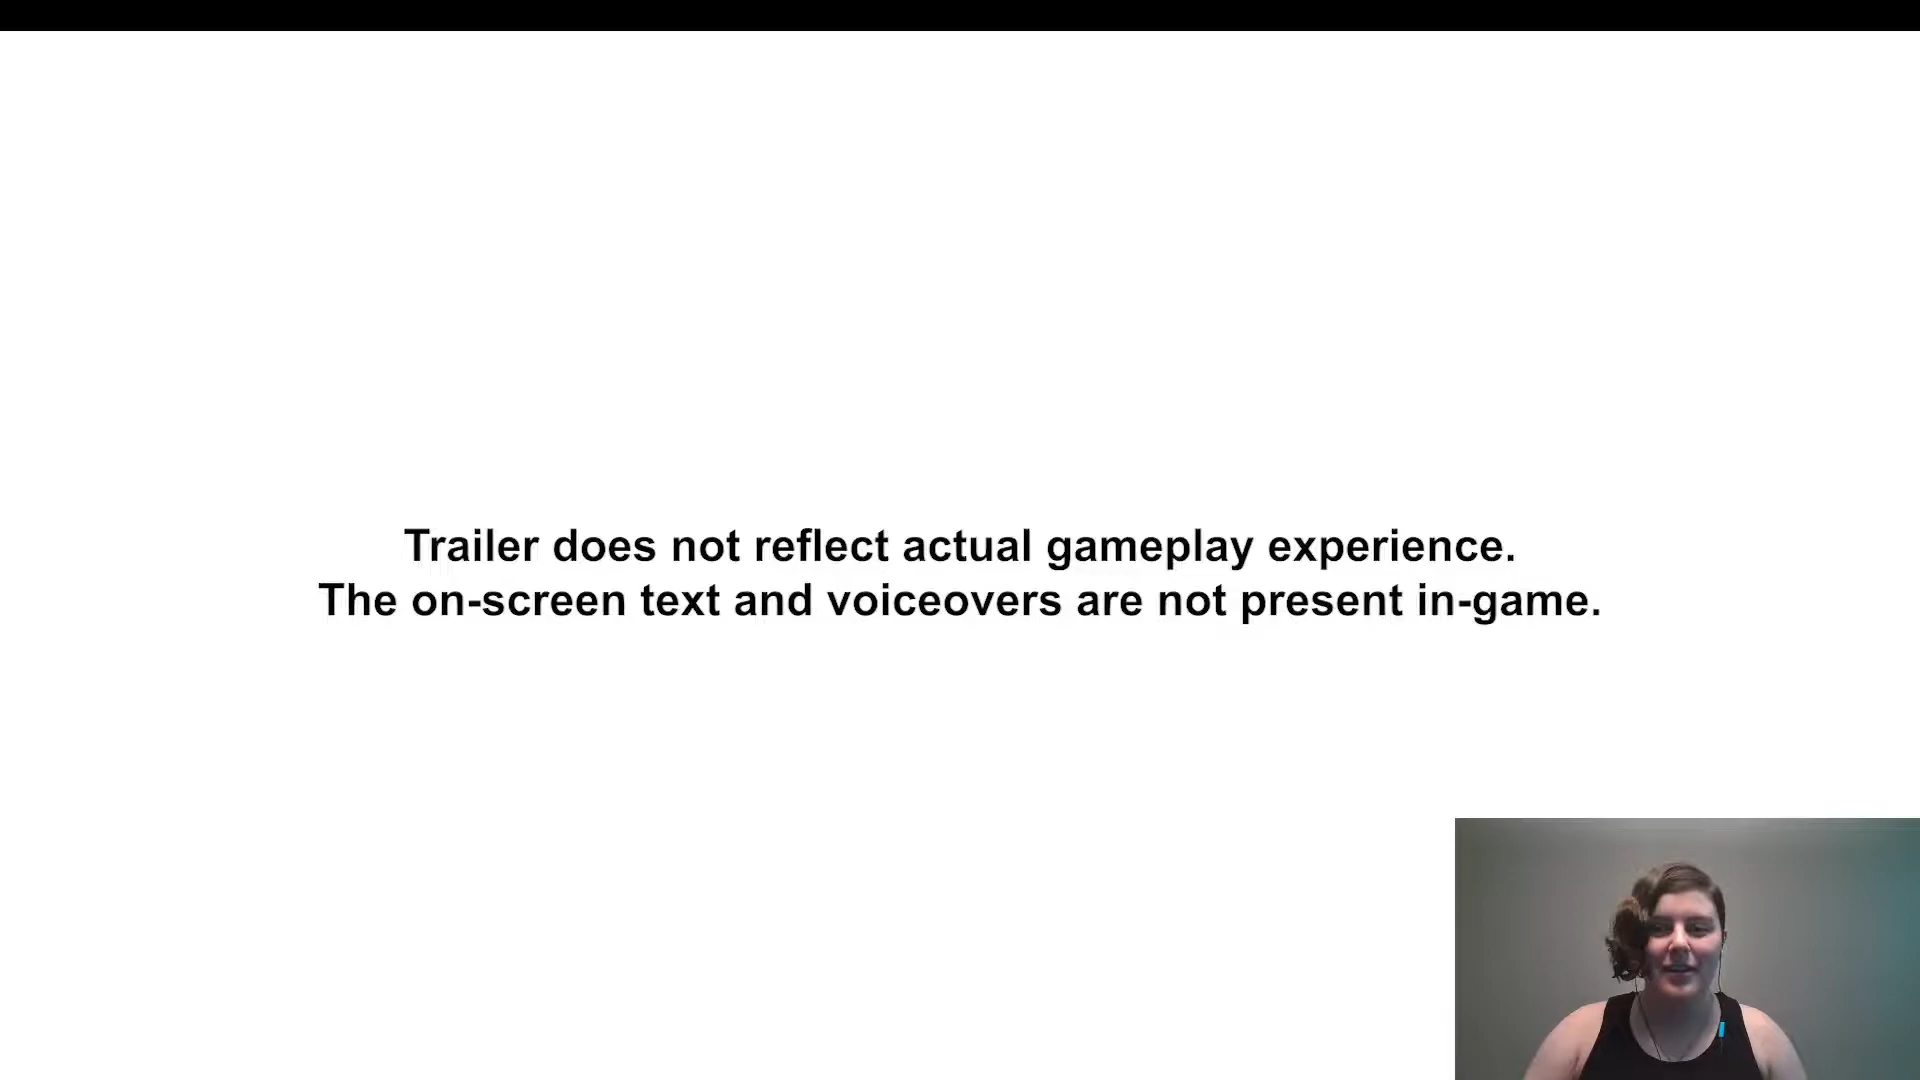 Trailer does not reflect actual gameplay experience.
The on-screen text and voiceovers are not present in-game.